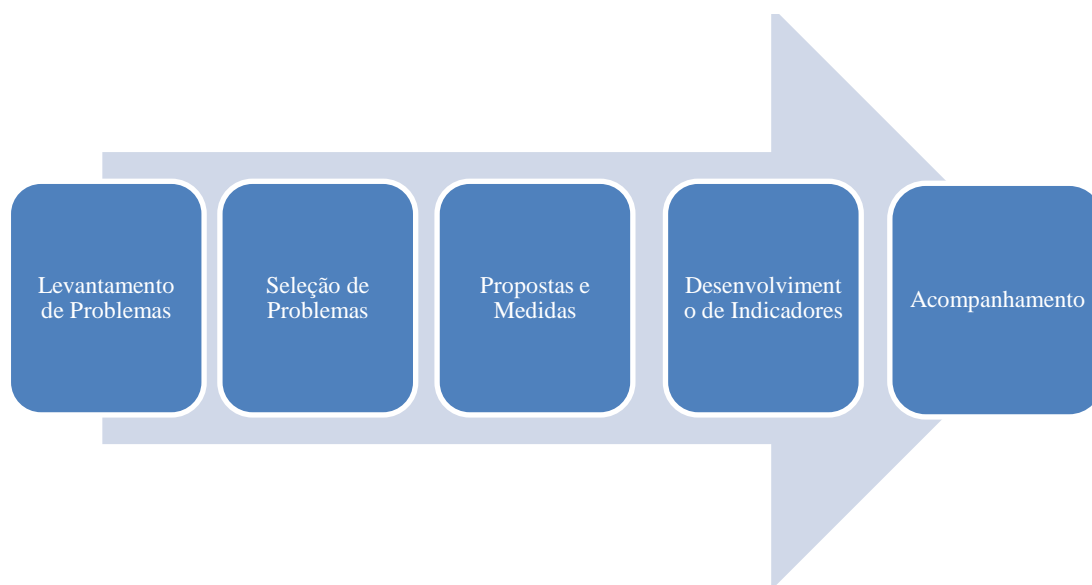 Levantamento
de Problemas
Seleção de
Problemas
Propostas e
Medidas
Desenvolviment
o de Indicadores
Acompanhamento